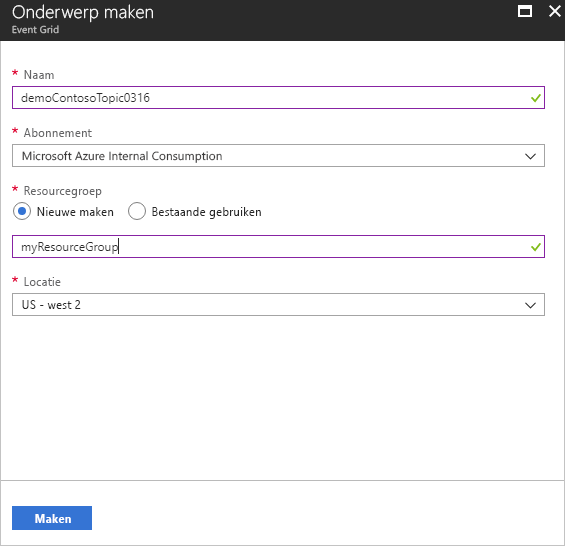 Onderwerp maken
Event Grid
* Naam
demoContosoTopic0316
* Abonnement
Microsoft Azure Internal Consumption
* Resourcegroep
Nieuwe maken Bestaande gebruiken
myResourceGroup
* Locatie
US - west 2
Maken